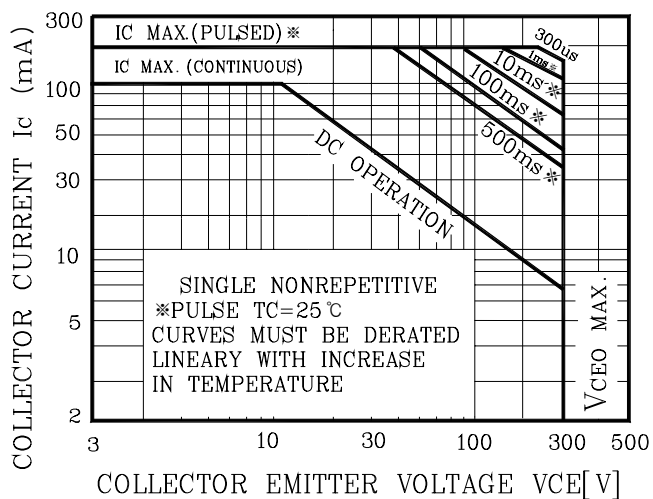 300
100
50
30
10
5
2
COLLECTOR CURRENT Ic (mA)
IC MAX.(PULSED)※
IC MAX.(CONTINUOUS)
300us
1ms※
10ms※
100ms※
500ms※
DC OPERATION
SINGLE NONREPETITIVE
※PULSE TC=25℃
CURVES MUST BE DERATED
LINEARY WITH INCREASE
IN TEMPERATURE
VCEO MAX.
3 10 30 100 300 500
COLLECTOR EMITTER VOLTAGE VCE[V]